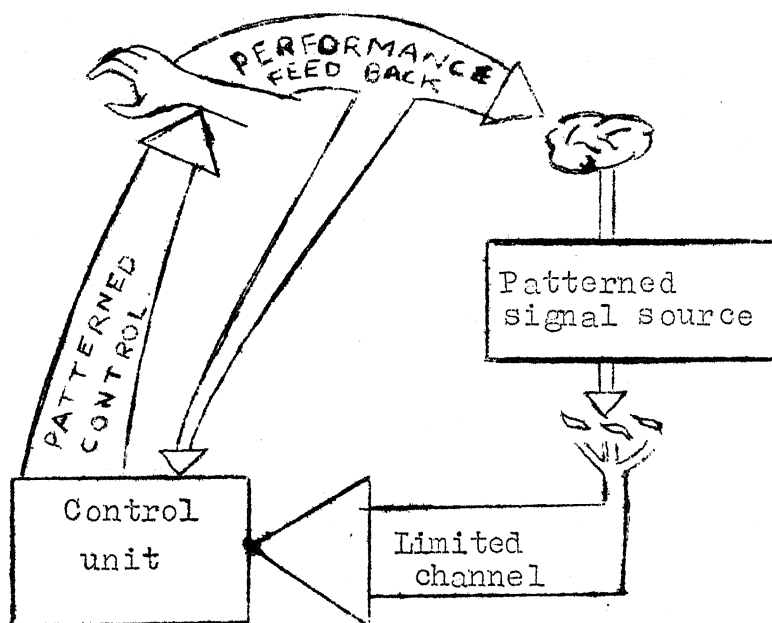 PERFORMANCE
FEED BACK
Patterned
signal source
PATTERNED
CONTROL
Control
unit
Limited
channel